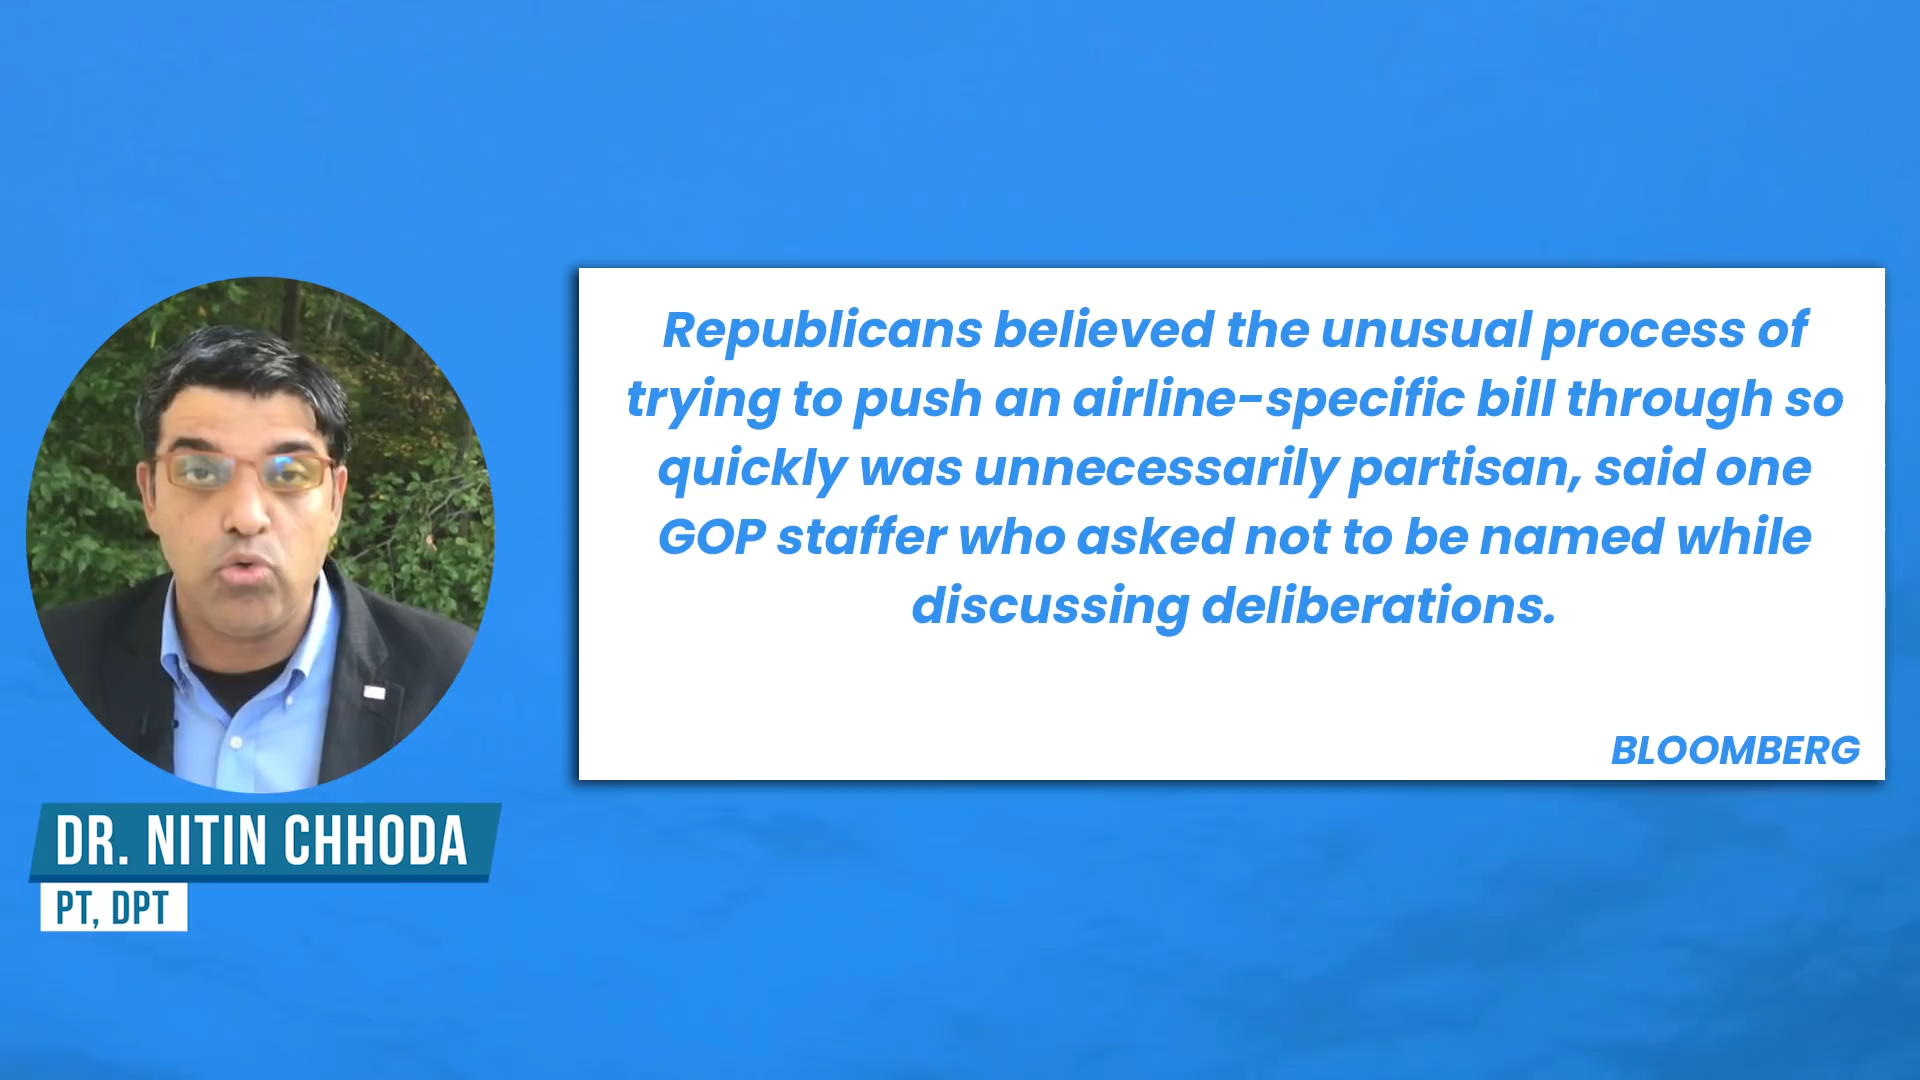 Republicans believed the unusual process of
trying to push an airline-specific bill through so
quickly was unnecessarily partisan, said one
GOP staffer who asked not to be named while
discussing deliberations.
BLOOMBERG
DR. NITIN CHHODA
PT, DPT